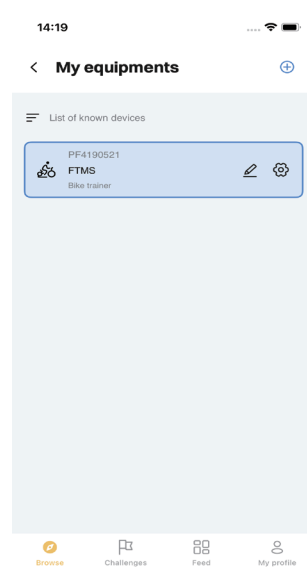 14:19
My equipments
List of known devices
PF4190521
FTMS
Bike trainer
Browse
Challenges
Feed
My profile